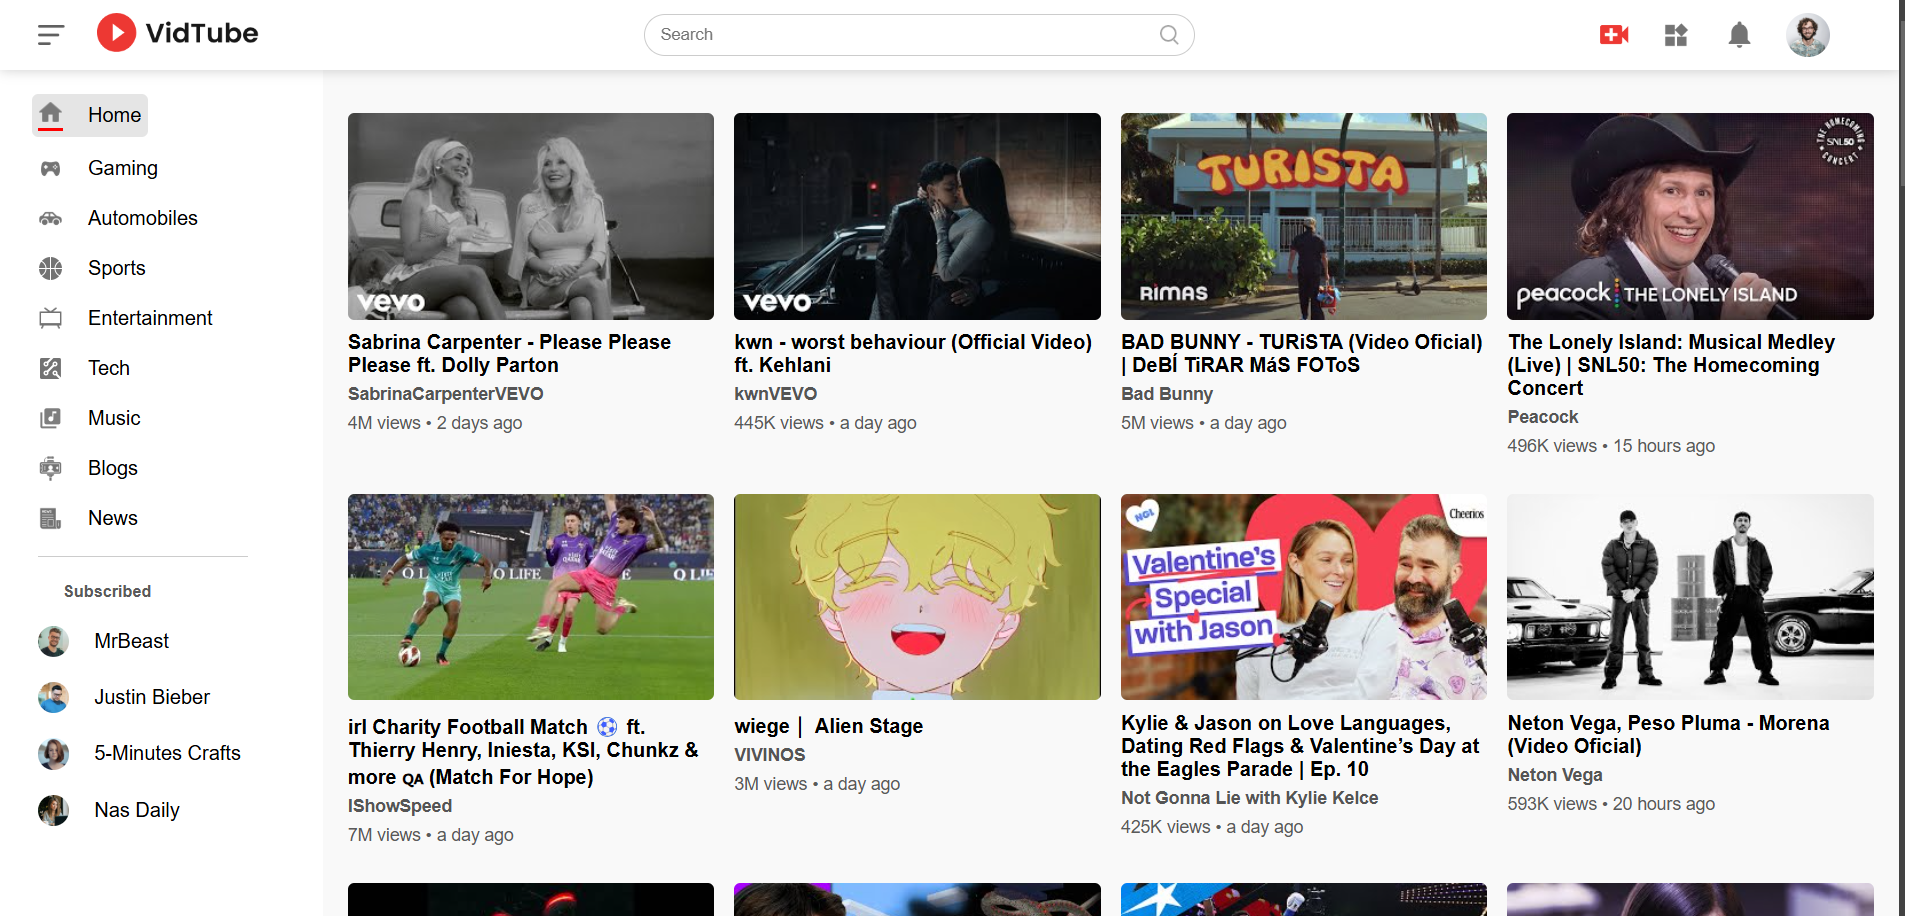 VidTube
Search
Home
Gaming
Automobiles
Sports
Entertainment
Tech
Music
Blogs
News
Subscribed
MrBeast
Justin Bieber
5-Minutes Crafts
Nas Daily
vevo
Sabrina Carpenter - Please Please
Please ft. Dolly Parton
SabrinaCarpenterVEVO
4M views • 2 days ago
vevo
kwn - worst behaviour (Official Video)
ft. Kehlani
kwnVEVO
445K views • a day ago
TURISTA
RIMAS
BAD BUNNY - TURiSTA (Video Oficial)
| DeBÍ TiRAR MáS FOToS
Bad Bunny
5M views • a day ago
THE HOMECOMING
SNL50
CONCERT
peacock THE LONELY ISLAND
The Lonely Island: Musical Medley
(Live) | SNL50: The Homecoming
Concert
Peacock
496K views • 15 hours ago
Q LIFE Q LIFE Q LI
irl Charity Football Match ⚽ ft.
Thierry Henry, Iniesta, KSI, Chunkz &
more QA (Match For Hope)
IShowSpeed
7M views • a day ago
wiege | Alien Stage
VIVINOS
3M views • a day ago
NGL
Cheerios
Valentine's
Special
with Jason
Kylie & Jason on Love Languages,
Dating Red Flags & Valentine’s Day at
the Eagles Parade | Ep. 10
Not Gonna Lie with Kylie Kelce
425K views • a day ago
Neton Vega, Peso Pluma - Morena
(Video Oficial)
Neton Vega
593K views • 20 hours ago